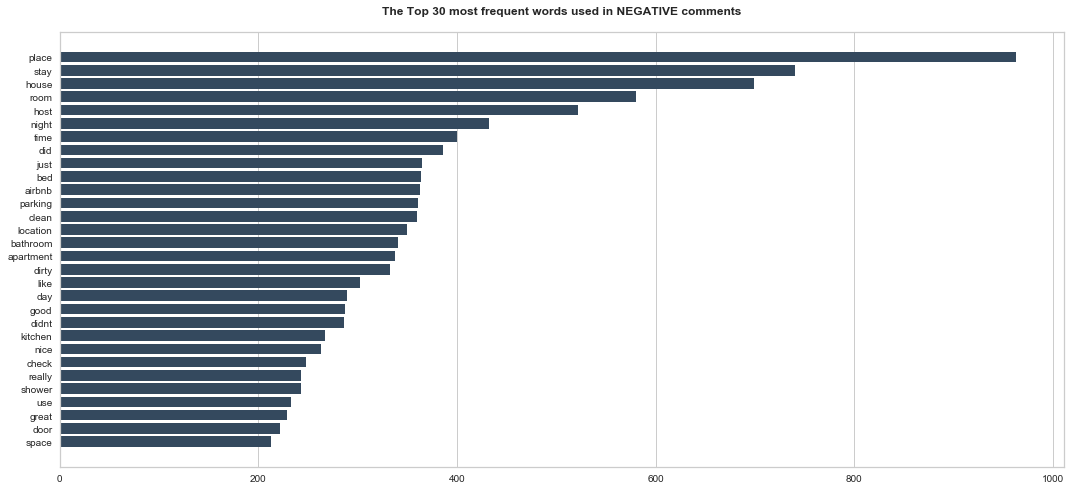 The Top 30 most frequent words used in NEGATIVE comments
place
stay
house
room
host
night
time
did
just
bed
airbnb
parking
clean
location
bathroom
apartment
dirty
like
day
good
didnt
kitchen
nice
check
really
shower
use
great
door
space
0 200 400 600 800 1000